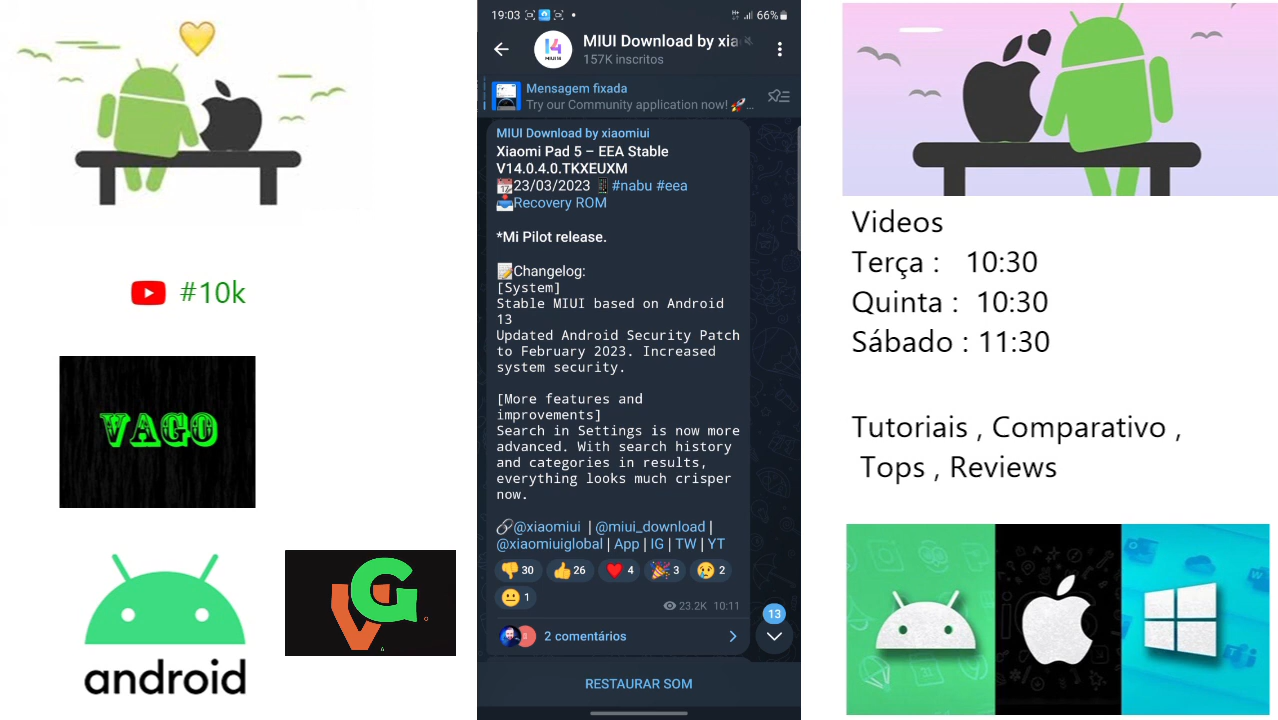 #10k
VAGO
android
VG
19:03
66%
MIUI Download by xia
157K inscritos
Mensagem fixada
Try our Community application now! 🚀...
MIUI Download by xiaomiui
Xiaomi Pad 5 – EEA Stable
V14.0.4.0.TKXEUXM
📆23/03/2023 📱#nabu #eea
📥Recovery ROM
*Mi Pilot release.
📝Changelog:
[System]
Stable MIUI based on Android
13
Updated Android Security Patch
to February 2023. Increased
system security.
[More features and
improvements]
Search in Settings is now more
advanced. With search history
and categories in results,
everything looks much crisper
now.
🔗@xiaomiui | @miui_download |
@xiaomiuiglobal | App | IG | TW | YT
👎30 👍26 ❤4 🎉3 😢2
😐1
23.2K 10:11
13
2 comentários
RESTAURAR SOM
Videos
Terça : 10:30
Quinta : 10:30
Sábado : 11:30
Tutoriais , Comparativo ,
Tops , Reviews